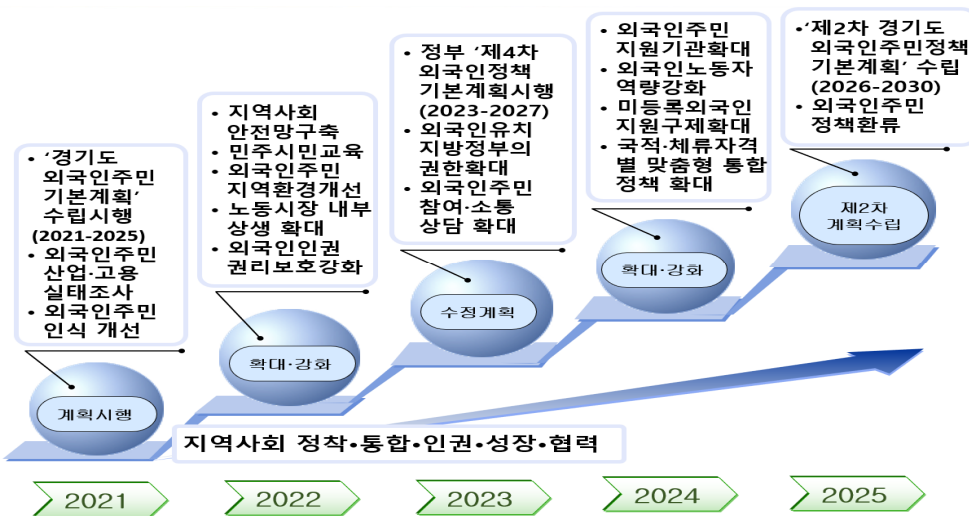 • '경기도
외국인주민
기본계획'
수립시행
(2021-2025)
• 외국인주민
산업·고용
실태조사
• 외국인주민
인식 개선
계획시행
• 지역사회
안전망구축
• 민주시민교육
• 외국인주민
지역환경개선
• 노동시장 내부
상생 확대
• 외국인인권
권리보호강화
확대·강화
• 정부 '제4차
외국인정책
기본계획시행
(2023-2027)
• 외국인유치
지방정부의
권한확대
• 외국인주민
참여·소통
상담 확대
수정계획
• 외국인주민
지원기관확대
• 외국인노동자
역량강화
• 미등록외국인
지원구제확대
• 국적·체류자격
별 맞춤형 통합
정책 확대
확대·강화
• '제2차 경기도
외국인주민정책
기본계획' 수립
(2026-2030)
• 외국인주민
정책환류
제2차
계획수립
지역사회 정착•통합•인권•성장•협력
2021
2022
2023
2024
2025